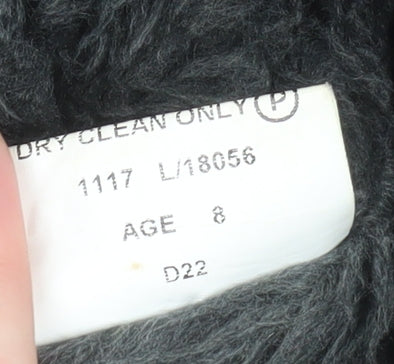 DRY CLEAN ONLY Ⓟ
1117 L/18056
AGE 8
D22